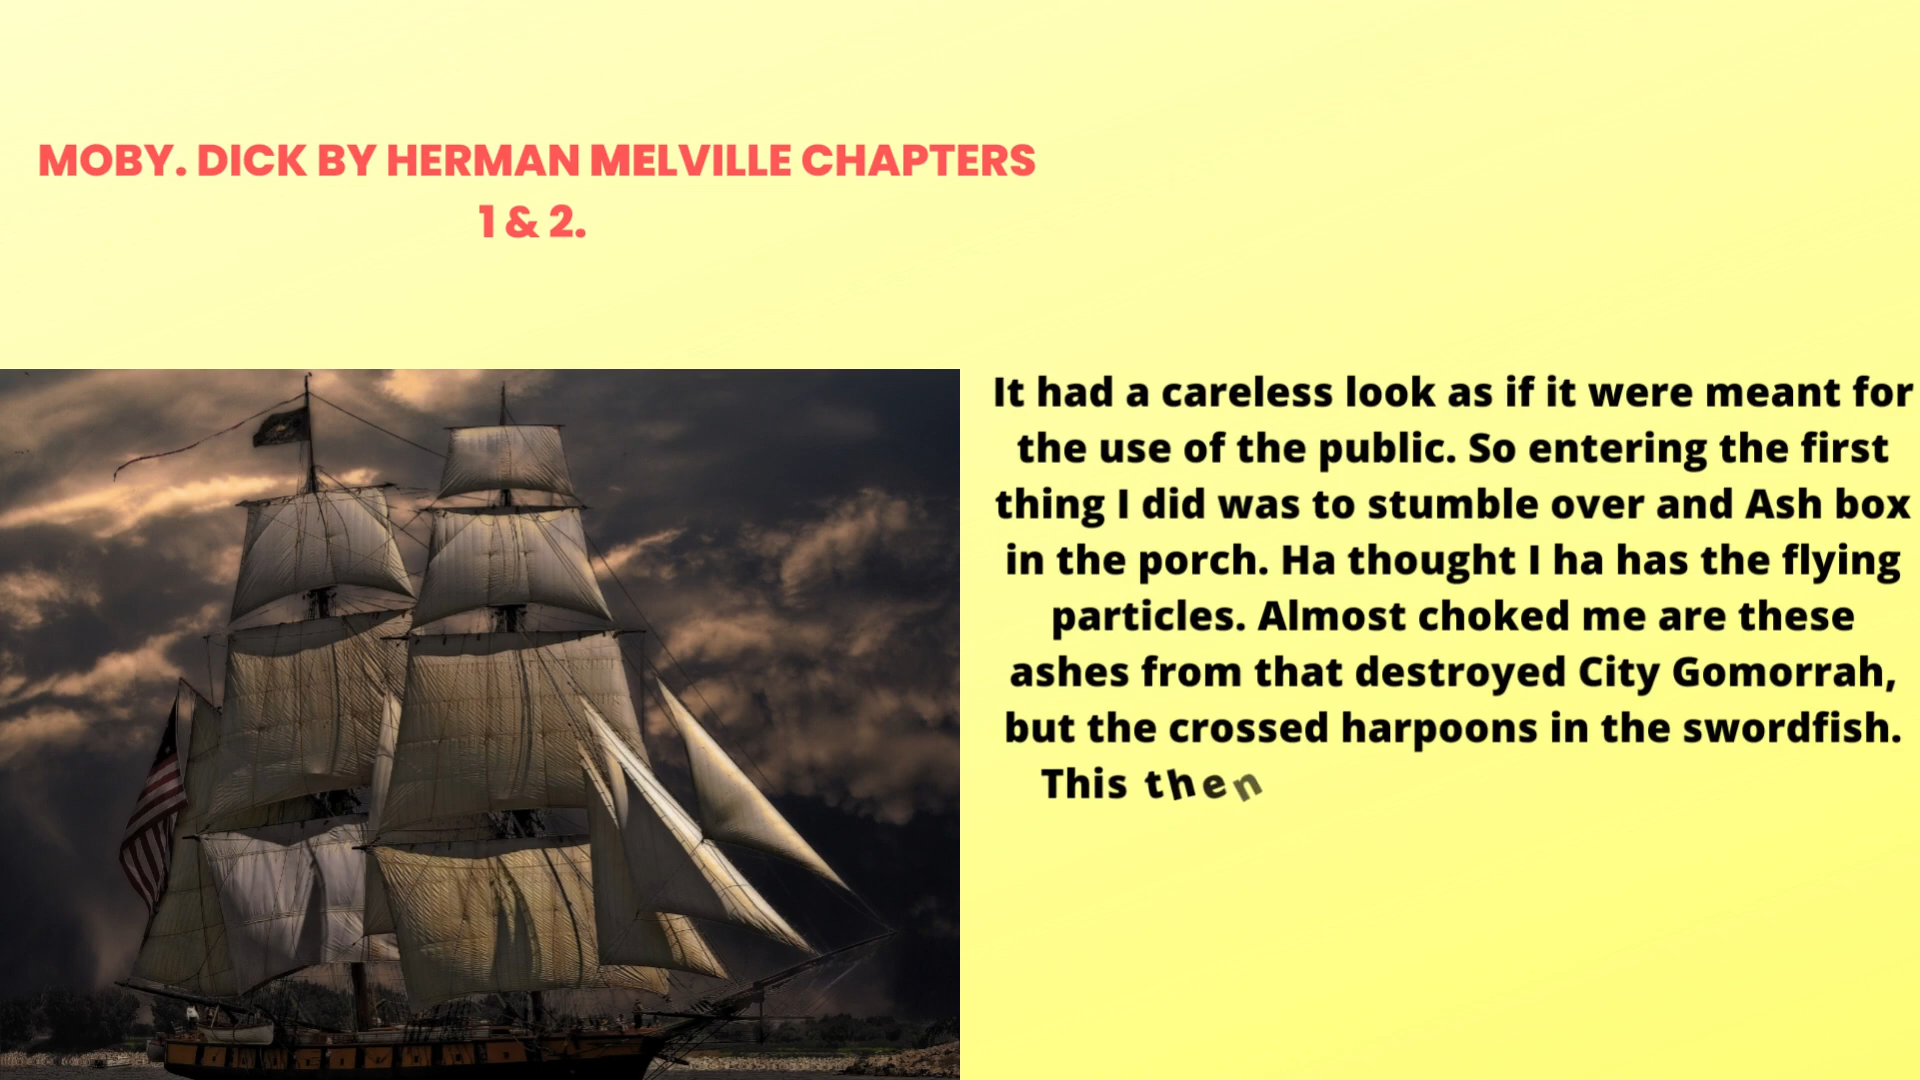 MOBY. DICK BY HERMAN MELVILLE CHAPTERS
1 & 2.
It had a careless look as if it were meant for
the use of the public. So entering the first
thing I did was to stumble over and Ash box
in the porch. Ha thought I ha has the flying
particles. Almost choked me are these
ashes from that destroyed City Gomorrah,
but the crossed harpoons in the swordfish.
This then